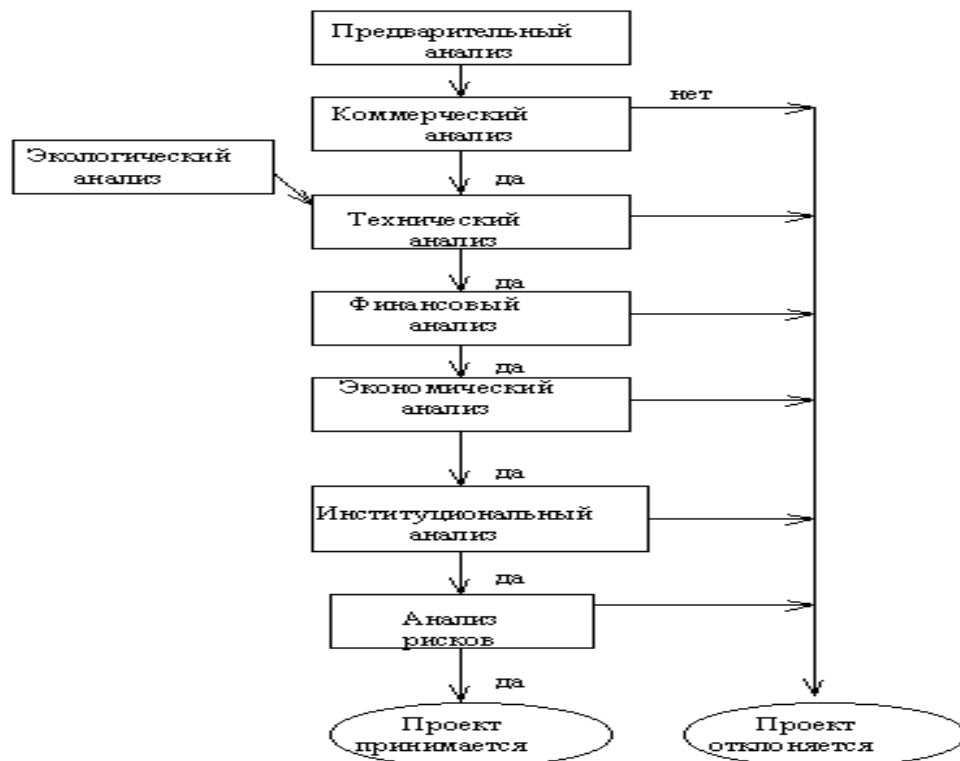 Предварительный
анализ
нет
Коммерческий
анализ
Экологический
анализ
да
Технический
анализ
да
Финансовый
анализ
да
Экономический
анализ
да
Институциональный
анализ
да
Анализ
рисков
да
Проект
принимается
Проект
отклоняется